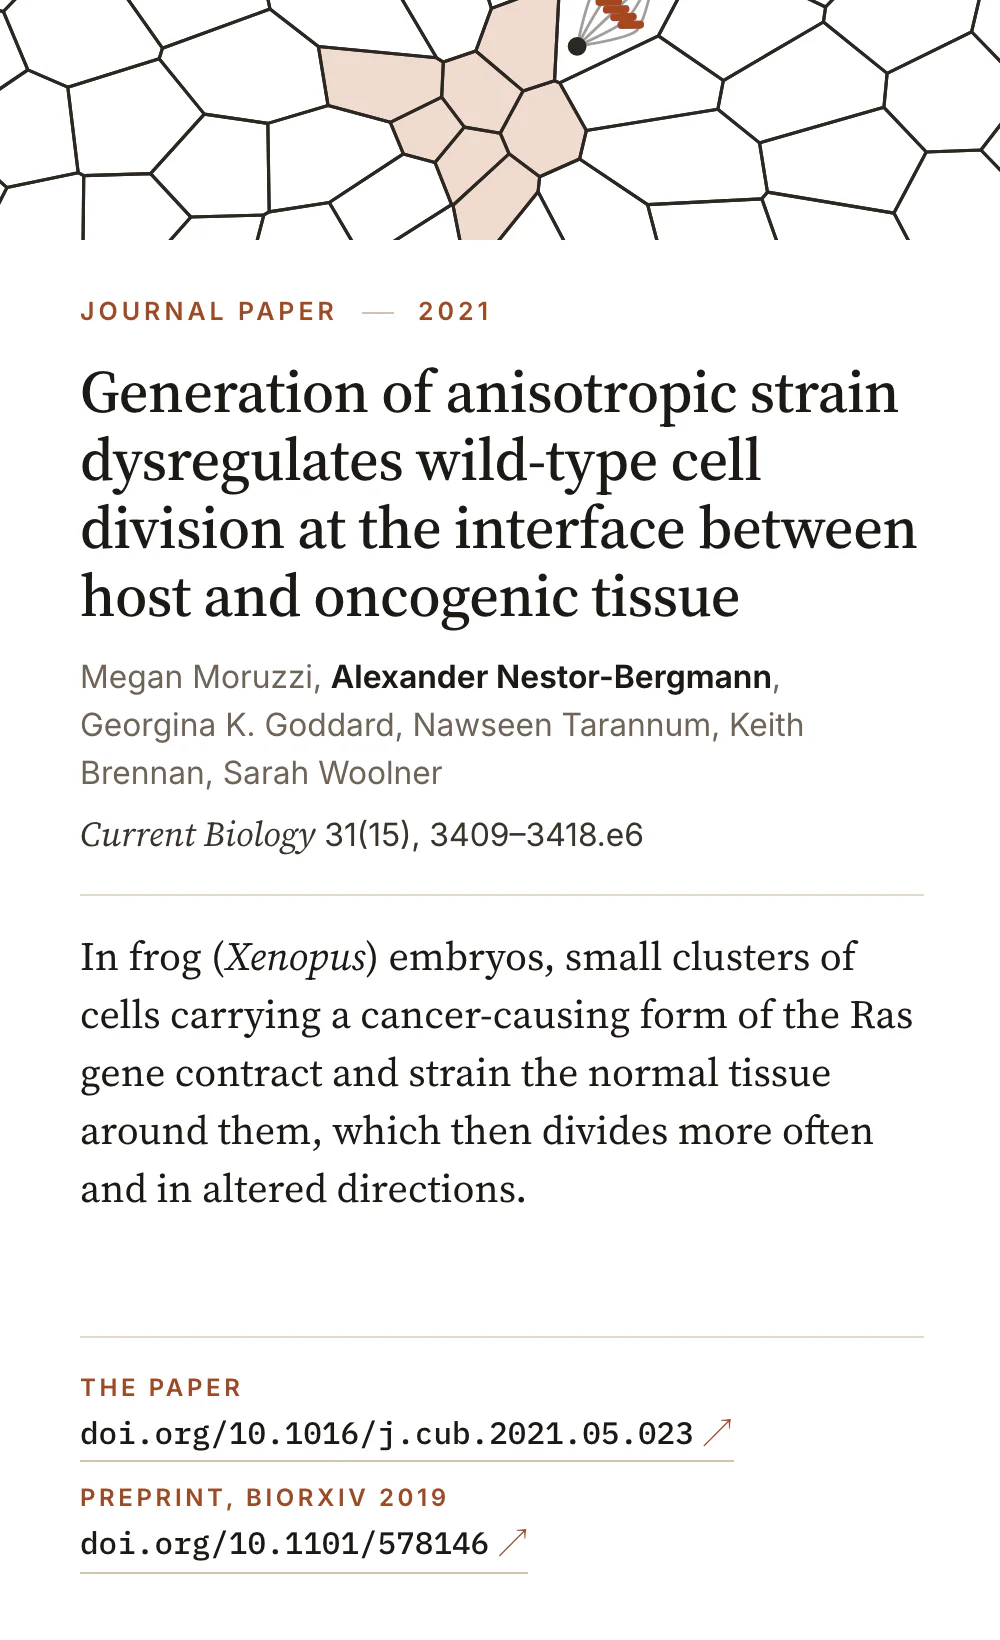 JOURNAL PAPER — 2021
Generation of anisotropic strain
dysregulates wild-type cell
division at the interface between
host and oncogenic tissue
Megan Moruzzi, Alexander Nestor-Bergmann,
Georgina K. Goddard, Nawseen Tarannum, Keith
Brennan, Sarah Woolner
Current Biology 31(15), 3409–3418.e6
In frog (Xenopus) embryos, small clusters of
cells carrying a cancer-causing form of the Ras
gene contract and strain the normal tissue
around them, which then divides more often
and in altered directions.
THE PAPER
doi.org/10.1016/j.cub.2021.05.023 ↗
PREPRINT, BIORXIV 2019
doi.org/10.1101/578146 ↗